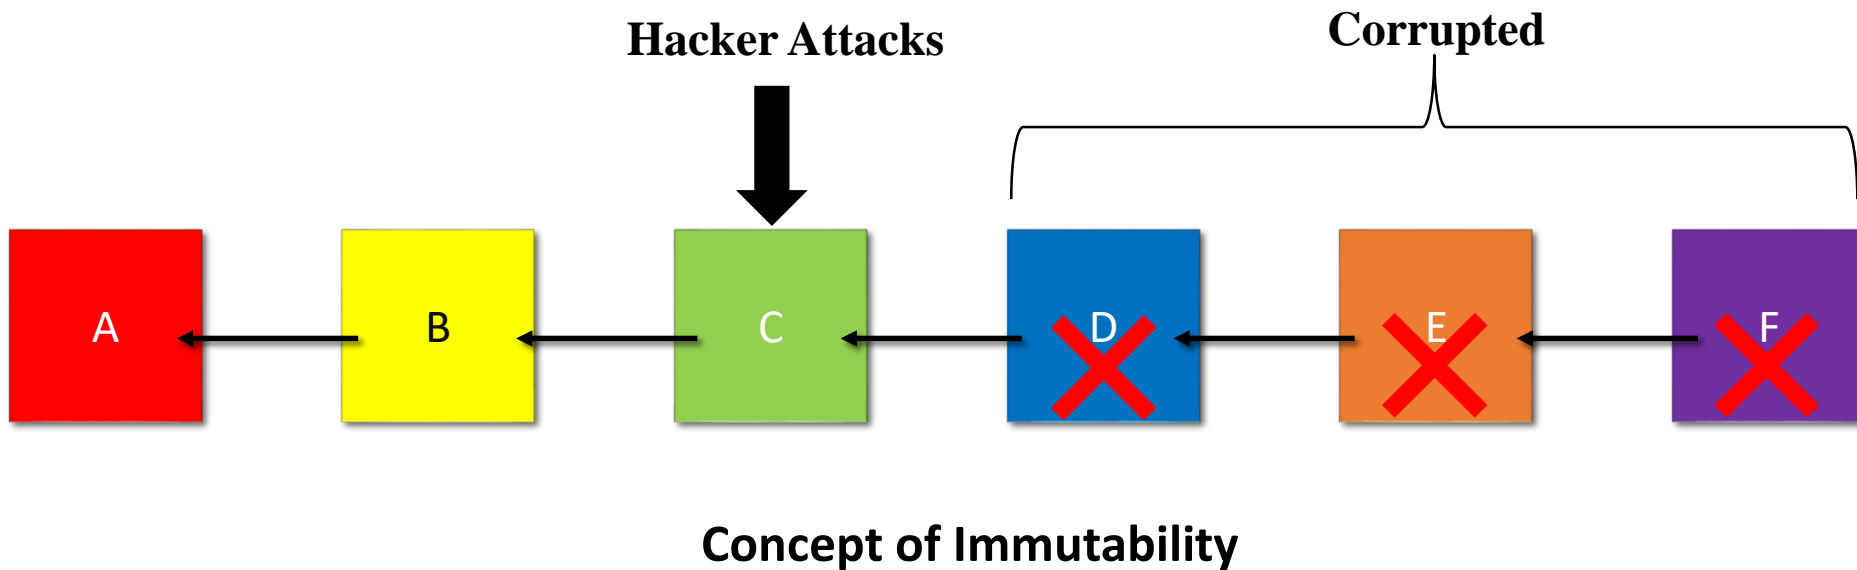 Hacker Attacks
Corrupted
A
B
C
D
E
F
Concept of Immutability